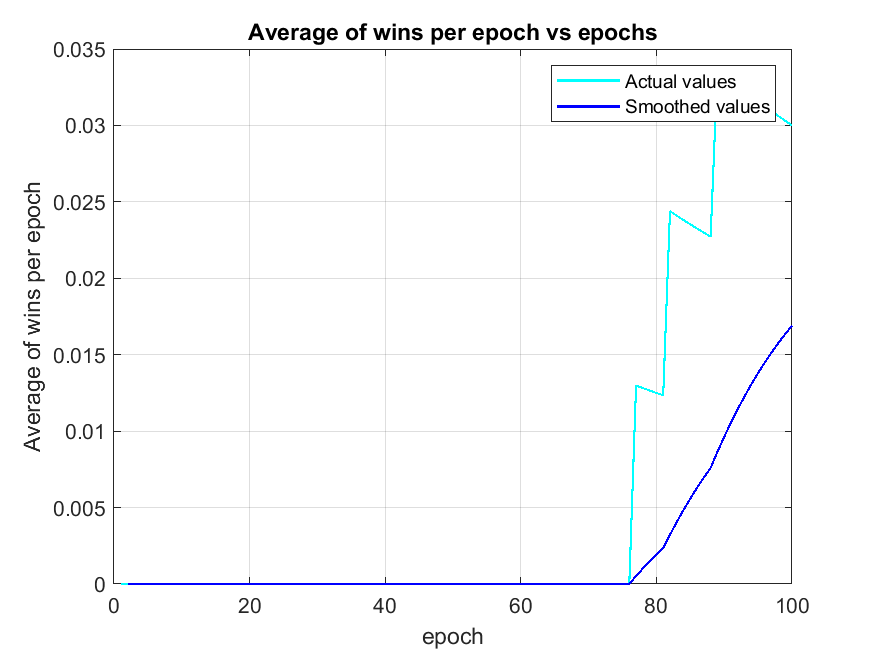 Average of wins per epoch vs epochs
0.035
0.03
0.025
0.02
0.015
0.01
0.005
0
Average of wins per epoch
Actual values
Smoothed values
0 20 40 60 80 100
epoch